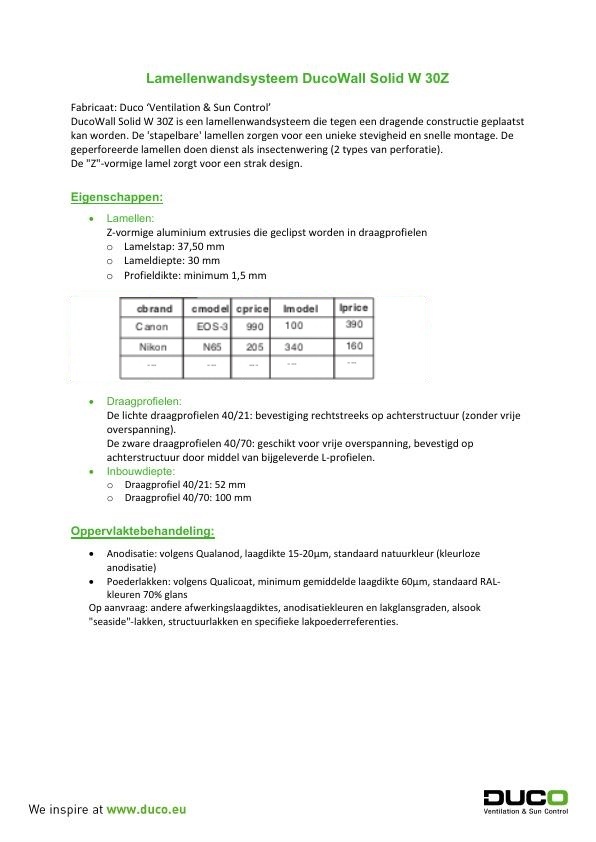 Lamellenwandsysteem DucoWall Solid W 30Z
Fabricaat: Duco ‘Ventilation & Sun Control’
DucoWall Solid W 30Z is een lamellenwandsysteem die tegen een dragende constructie geplaatst
kan worden. De 'stapelbare' lamellen zorgen voor een unieke stevigheid en snelle montage. De
geperforeerde lamellen doen dienst als insectenwering (2 types van perforatie).
De "Z"-vormige lamel zorgt voor een strak design.
Eigenschappen:
• Lamellen:
Z-vormige aluminium extrusies die geclipst worden in draagprofielen
o Lamelstap: 37,50 mm
o Lameldiepte: 30 mm
o Profieldikte: minimum 1,5 mm
cbrand cmodel cprice lmodel lprice
Canon EOS-3 990 100 390
Nikon N65 205 340 160
... ... ... ...
• Draagprofielen:
De lichte draagprofielen 40/21: bevestiging rechtstreeks op achterstructuur (zonder vrije
overspanning).
De zware draagprofielen 40/70: geschikt voor vrije overspanning, bevestigd op
achterstructuur door middel van bijgeleverde L-profielen.
• Inbouwdiepte:
o Draagprofiel 40/21: 52 mm
o Draagprofiel 40/70: 100 mm
Oppervlaktebehandeling:
• Anodisatie: volgens Qualanod, laagdikte 15-20µm, standaard natuurkleur (kleurloze
anodisatie)
• Poederlakken: volgens Qualicoat, minimum gemiddelde laagdikte 60µm, standaard RAL-
kleuren 70% glans
Op aanvraag: andere afwerkingslaagdiktes, anodisatiekleuren en lakglansgraden, alsook
"seaside"-lakken, structuurlakken en specifieke lakpoederreferenties.
We inspire at www.duco.eu
DUCO
Ventilation & Sun Control